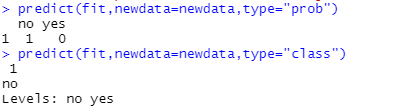 > predict(fit,newdata=newdata,type="prob")
  no yes
1  1   0
> predict(fit,newdata=newdata,type="class")
 1
no
Levels: no yes